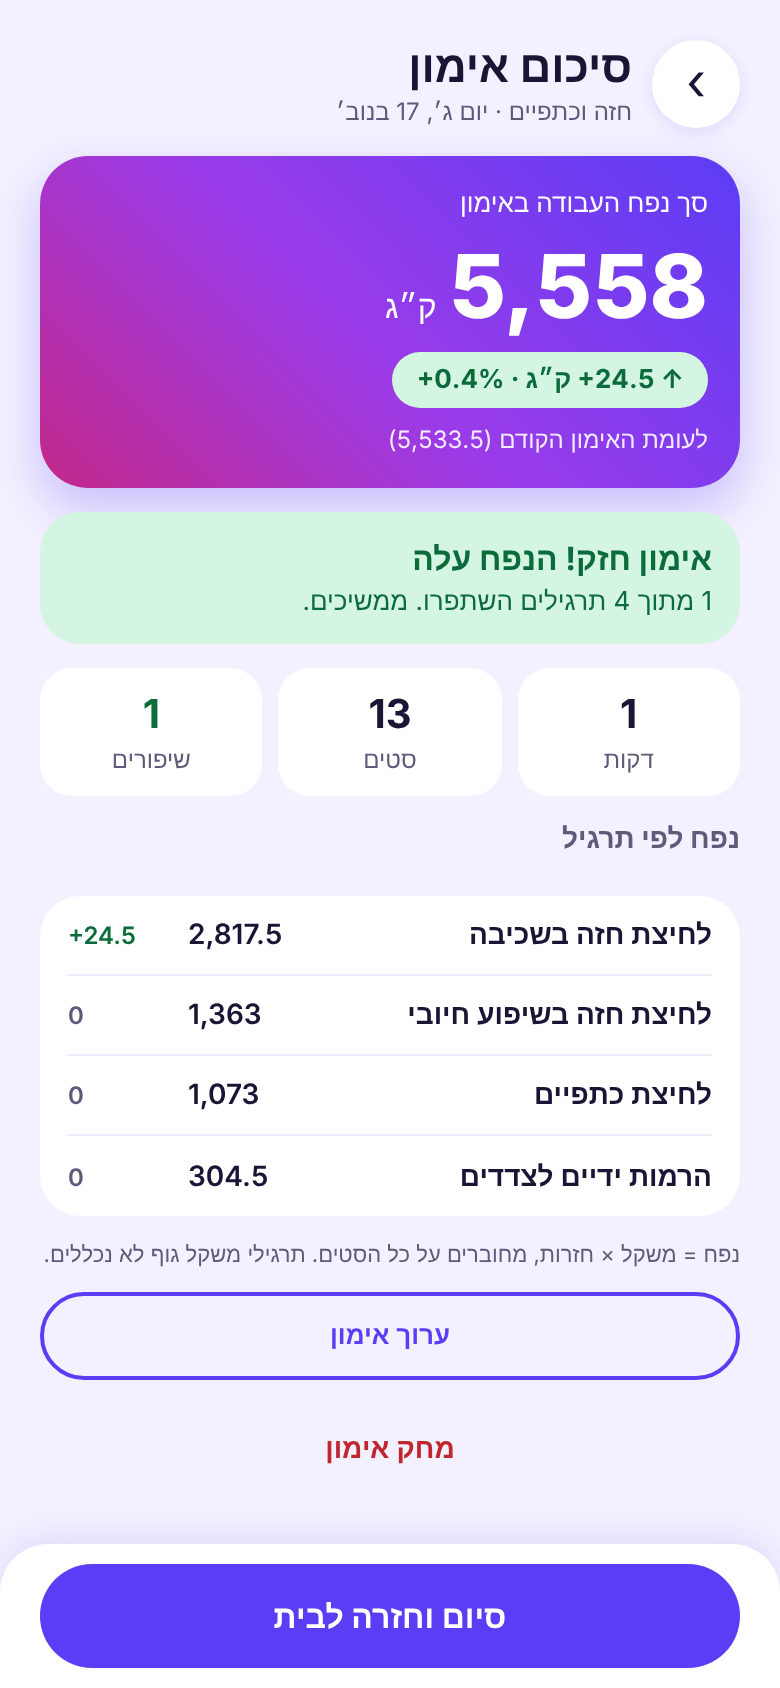 סיכום אימון
חזה וכתפיים · יום ג׳, 17 בנוב׳
סך נפח העבודה באימון
5,558 ק״ג
↑ +24.5 ק״ג · +0.4%
לעומת האימון הקודם (5,533.5)
אימון חזק! הנפח עלה
1 מתוך 4 תרגילים השתפרו. ממשיכים.
1 13 1
דקות סטים שיפורים
נפח לפי תרגיל
לחיצת חזה בשכיבה 2,817.5 +24.5
לחיצת חזה בשיפוע חיובי 1,363 0
לחיצת כתפיים 1,073 0
הרמות ידיים לצדדים 304.5 0
נפח = משקל × חזרות, מחוברים על כל הסטים. תרגילי משקל גוף לא נכללים.
ערוך אימון
מחק אימון
סיום וחזרה לבית